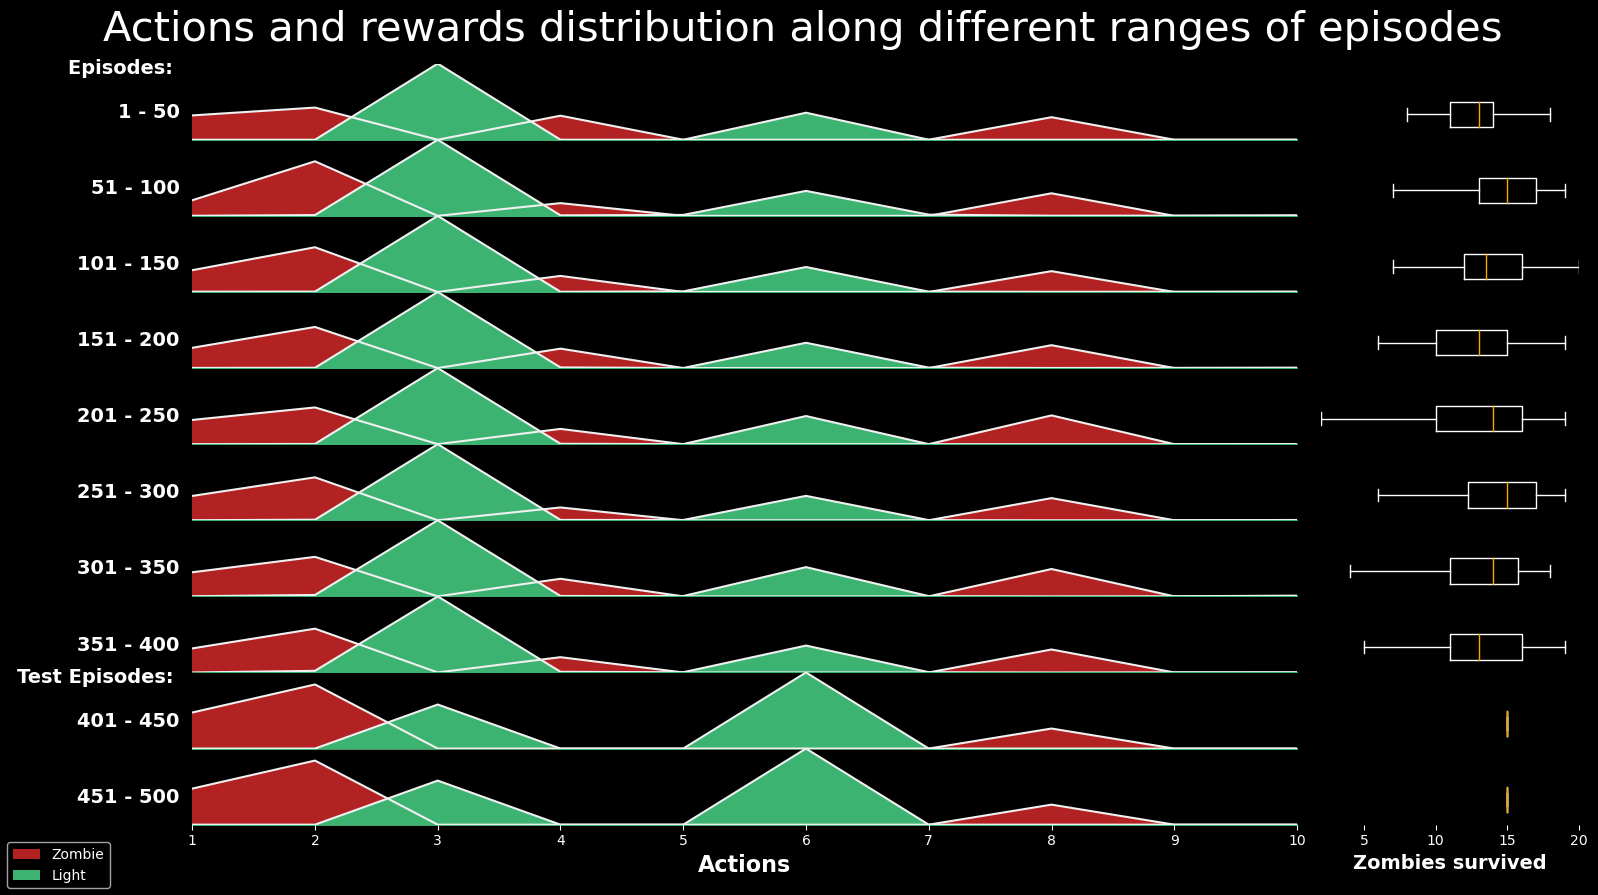 Actions and rewards distribution along different ranges of episodes
Episodes:
1 - 50
51 - 100
101 - 150
151 - 200
201 - 250
251 - 300
301 - 350
351 - 400
Test Episodes:
401 - 450
451 - 500
1 2 3 4 5 6 7 8 9 10
5 10 15 20
Actions
Zombies survived
Zombie
Light